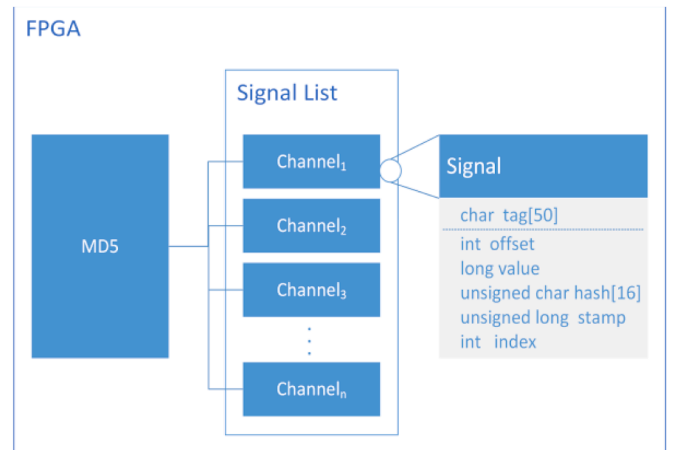 FPGA
Signal List
MD5
Channel₁
Channel₂
Channel₃
Channelₙ
Signal
char tag[50]
int offset
long value
unsigned char hash[16]
unsigned long stamp
int index